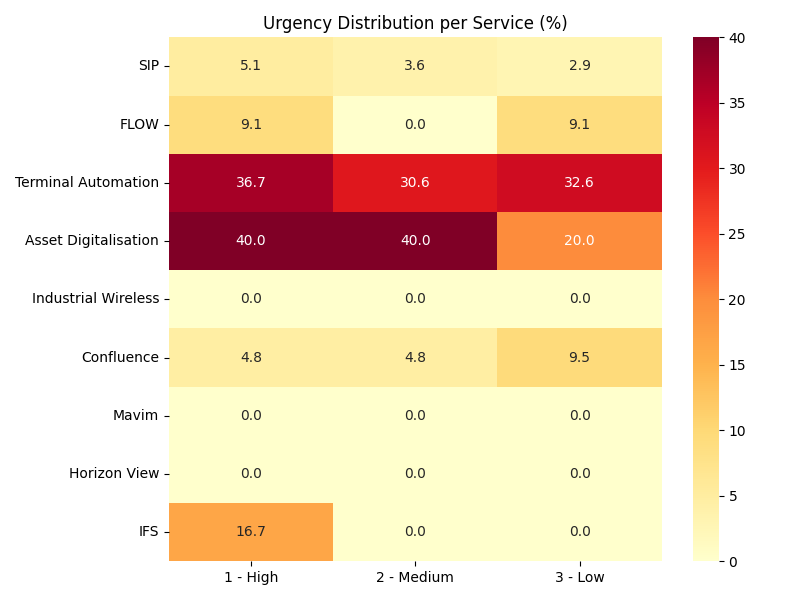 Urgency Distribution per Service (%)
SIP 5.1 3.6 2.9
FLOW 9.1 0.0 9.1
Terminal Automation 36.7 30.6 32.6
Asset Digitalisation 40.0 40.0 20.0
Industrial Wireless 0.0 0.0 0.0
Confluence 4.8 4.8 9.5
Mavim 0.0 0.0 0.0
Horizon View 0.0 0.0 0.0
IFS 16.7 0.0 0.0
1 - High 2 - Medium 3 - Low
40
35
30
25
20
15
10
5
0